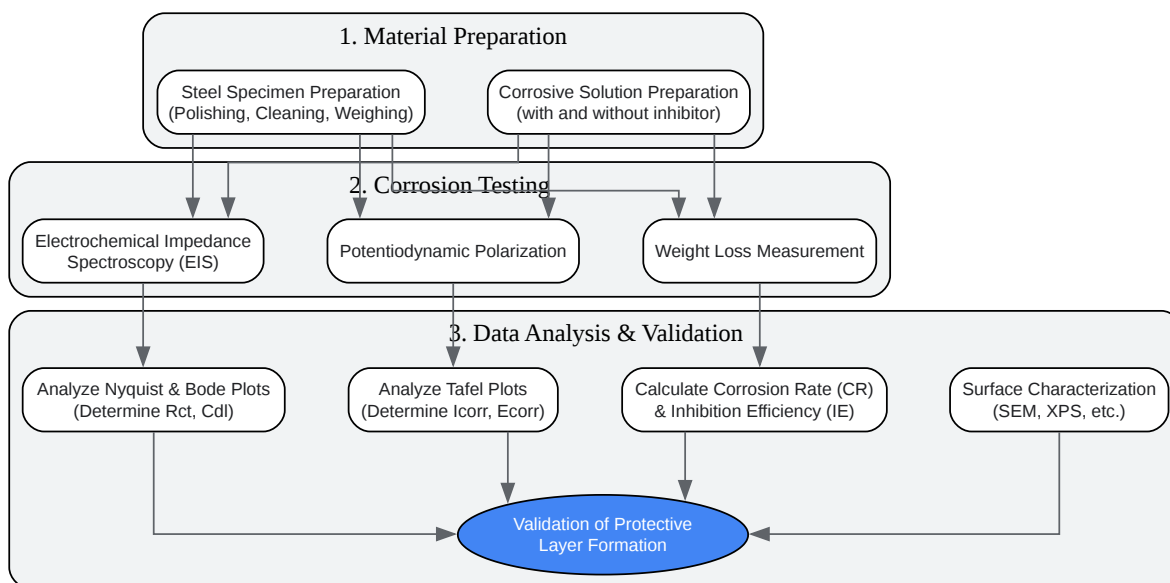 1. Material Preparation
Steel Specimen Preparation
(Polishing, Cleaning, Weighing)
Corrosive Solution Preparation
(with and without inhibitor)
2. Corrosion Testing
Electrochemical Impedance
Spectroscopy (EIS)
Potentiodynamic Polarization
Weight Loss Measurement
3. Data Analysis & Validation
Analyze Nyquist & Bode Plots
(Determine Rct, Cdl)
Analyze Tafel Plots
(Determine Icorr, Ecorr)
Calculate Corrosion Rate (CR)
& Inhibition Efficiency (IE)
Surface Characterization
(SEM, XPS, etc.)
Validation of Protective
Layer Formation